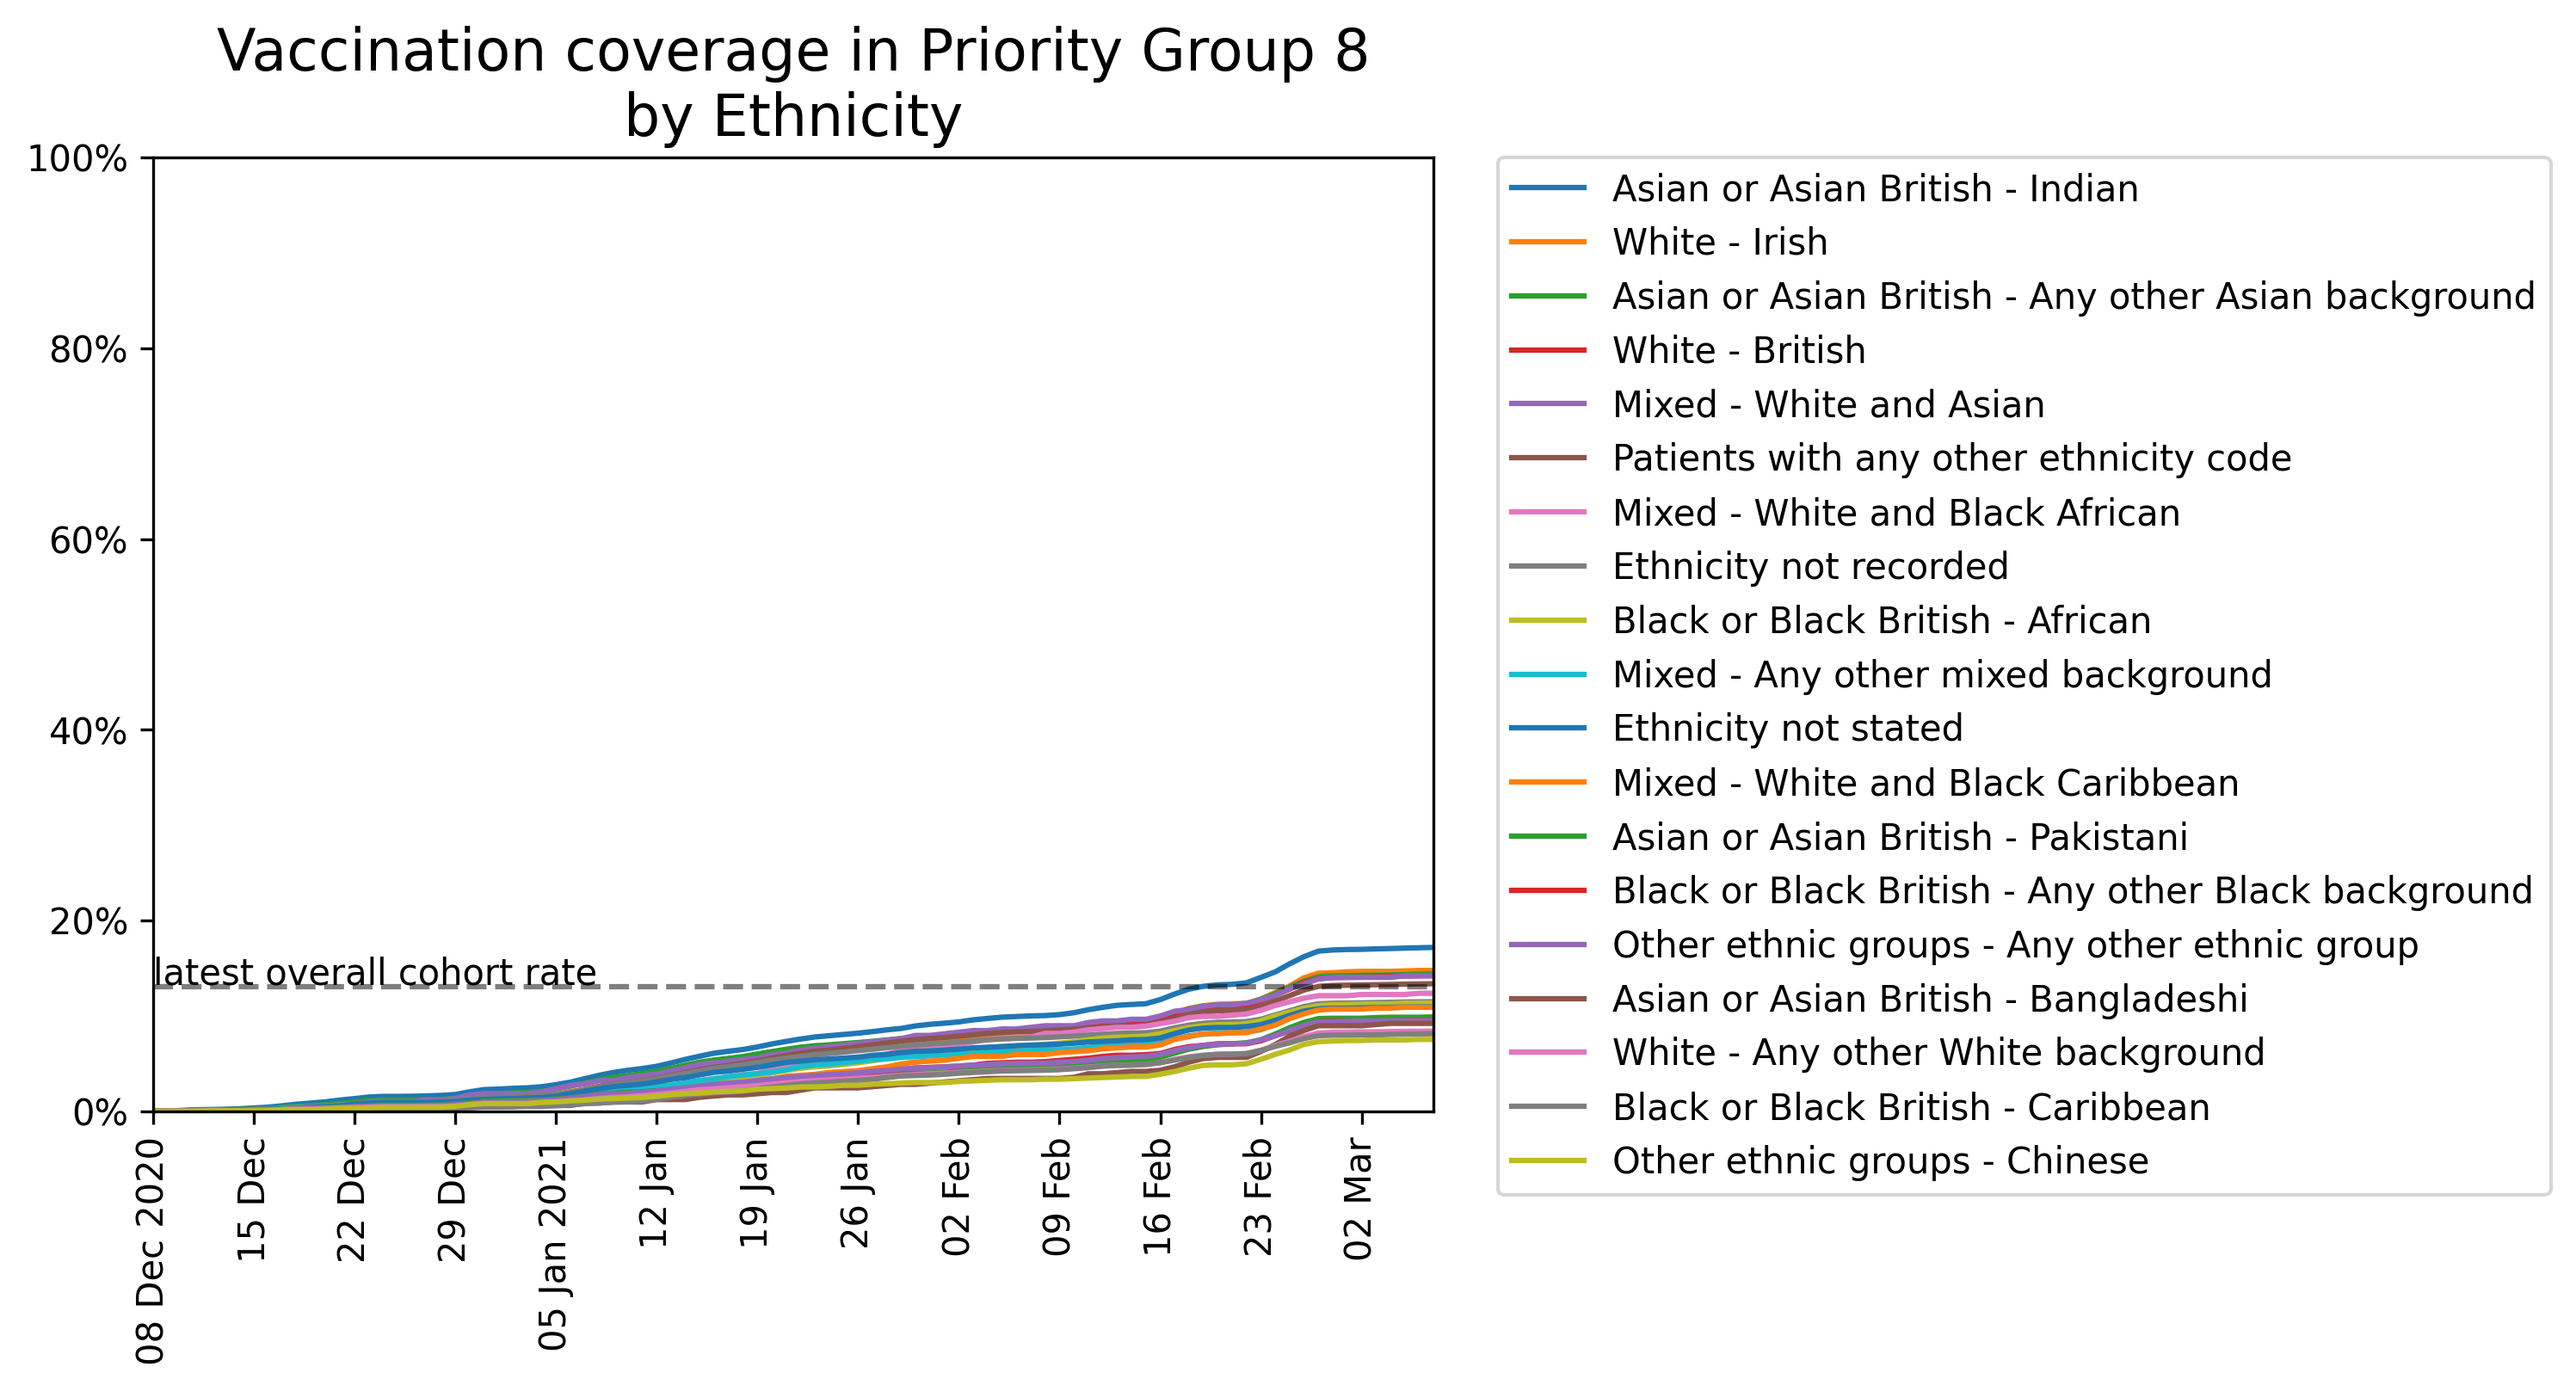 Vaccination coverage in Priority Group 8
by Ethnicity
100%
80%
60%
40%
20%
0%
latest overall cohort rate
08 Dec 2020
15 Dec
22 Dec
29 Dec
05 Jan 2021
12 Jan
19 Jan
26 Jan
02 Feb
09 Feb
16 Feb
23 Feb
02 Mar
Asian or Asian British - Indian
White - Irish
Asian or Asian British - Any other Asian background
White - British
Mixed - White and Asian
Patients with any other ethnicity code
Mixed - White and Black African
Ethnicity not recorded
Black or Black British - African
Mixed - Any other mixed background
Ethnicity not stated
Mixed - White and Black Caribbean
Asian or Asian British - Pakistani
Black or Black British - Any other Black background
Other ethnic groups - Any other ethnic group
Asian or Asian British - Bangladeshi
White - Any other White background
Black or Black British - Caribbean
Other ethnic groups - Chinese